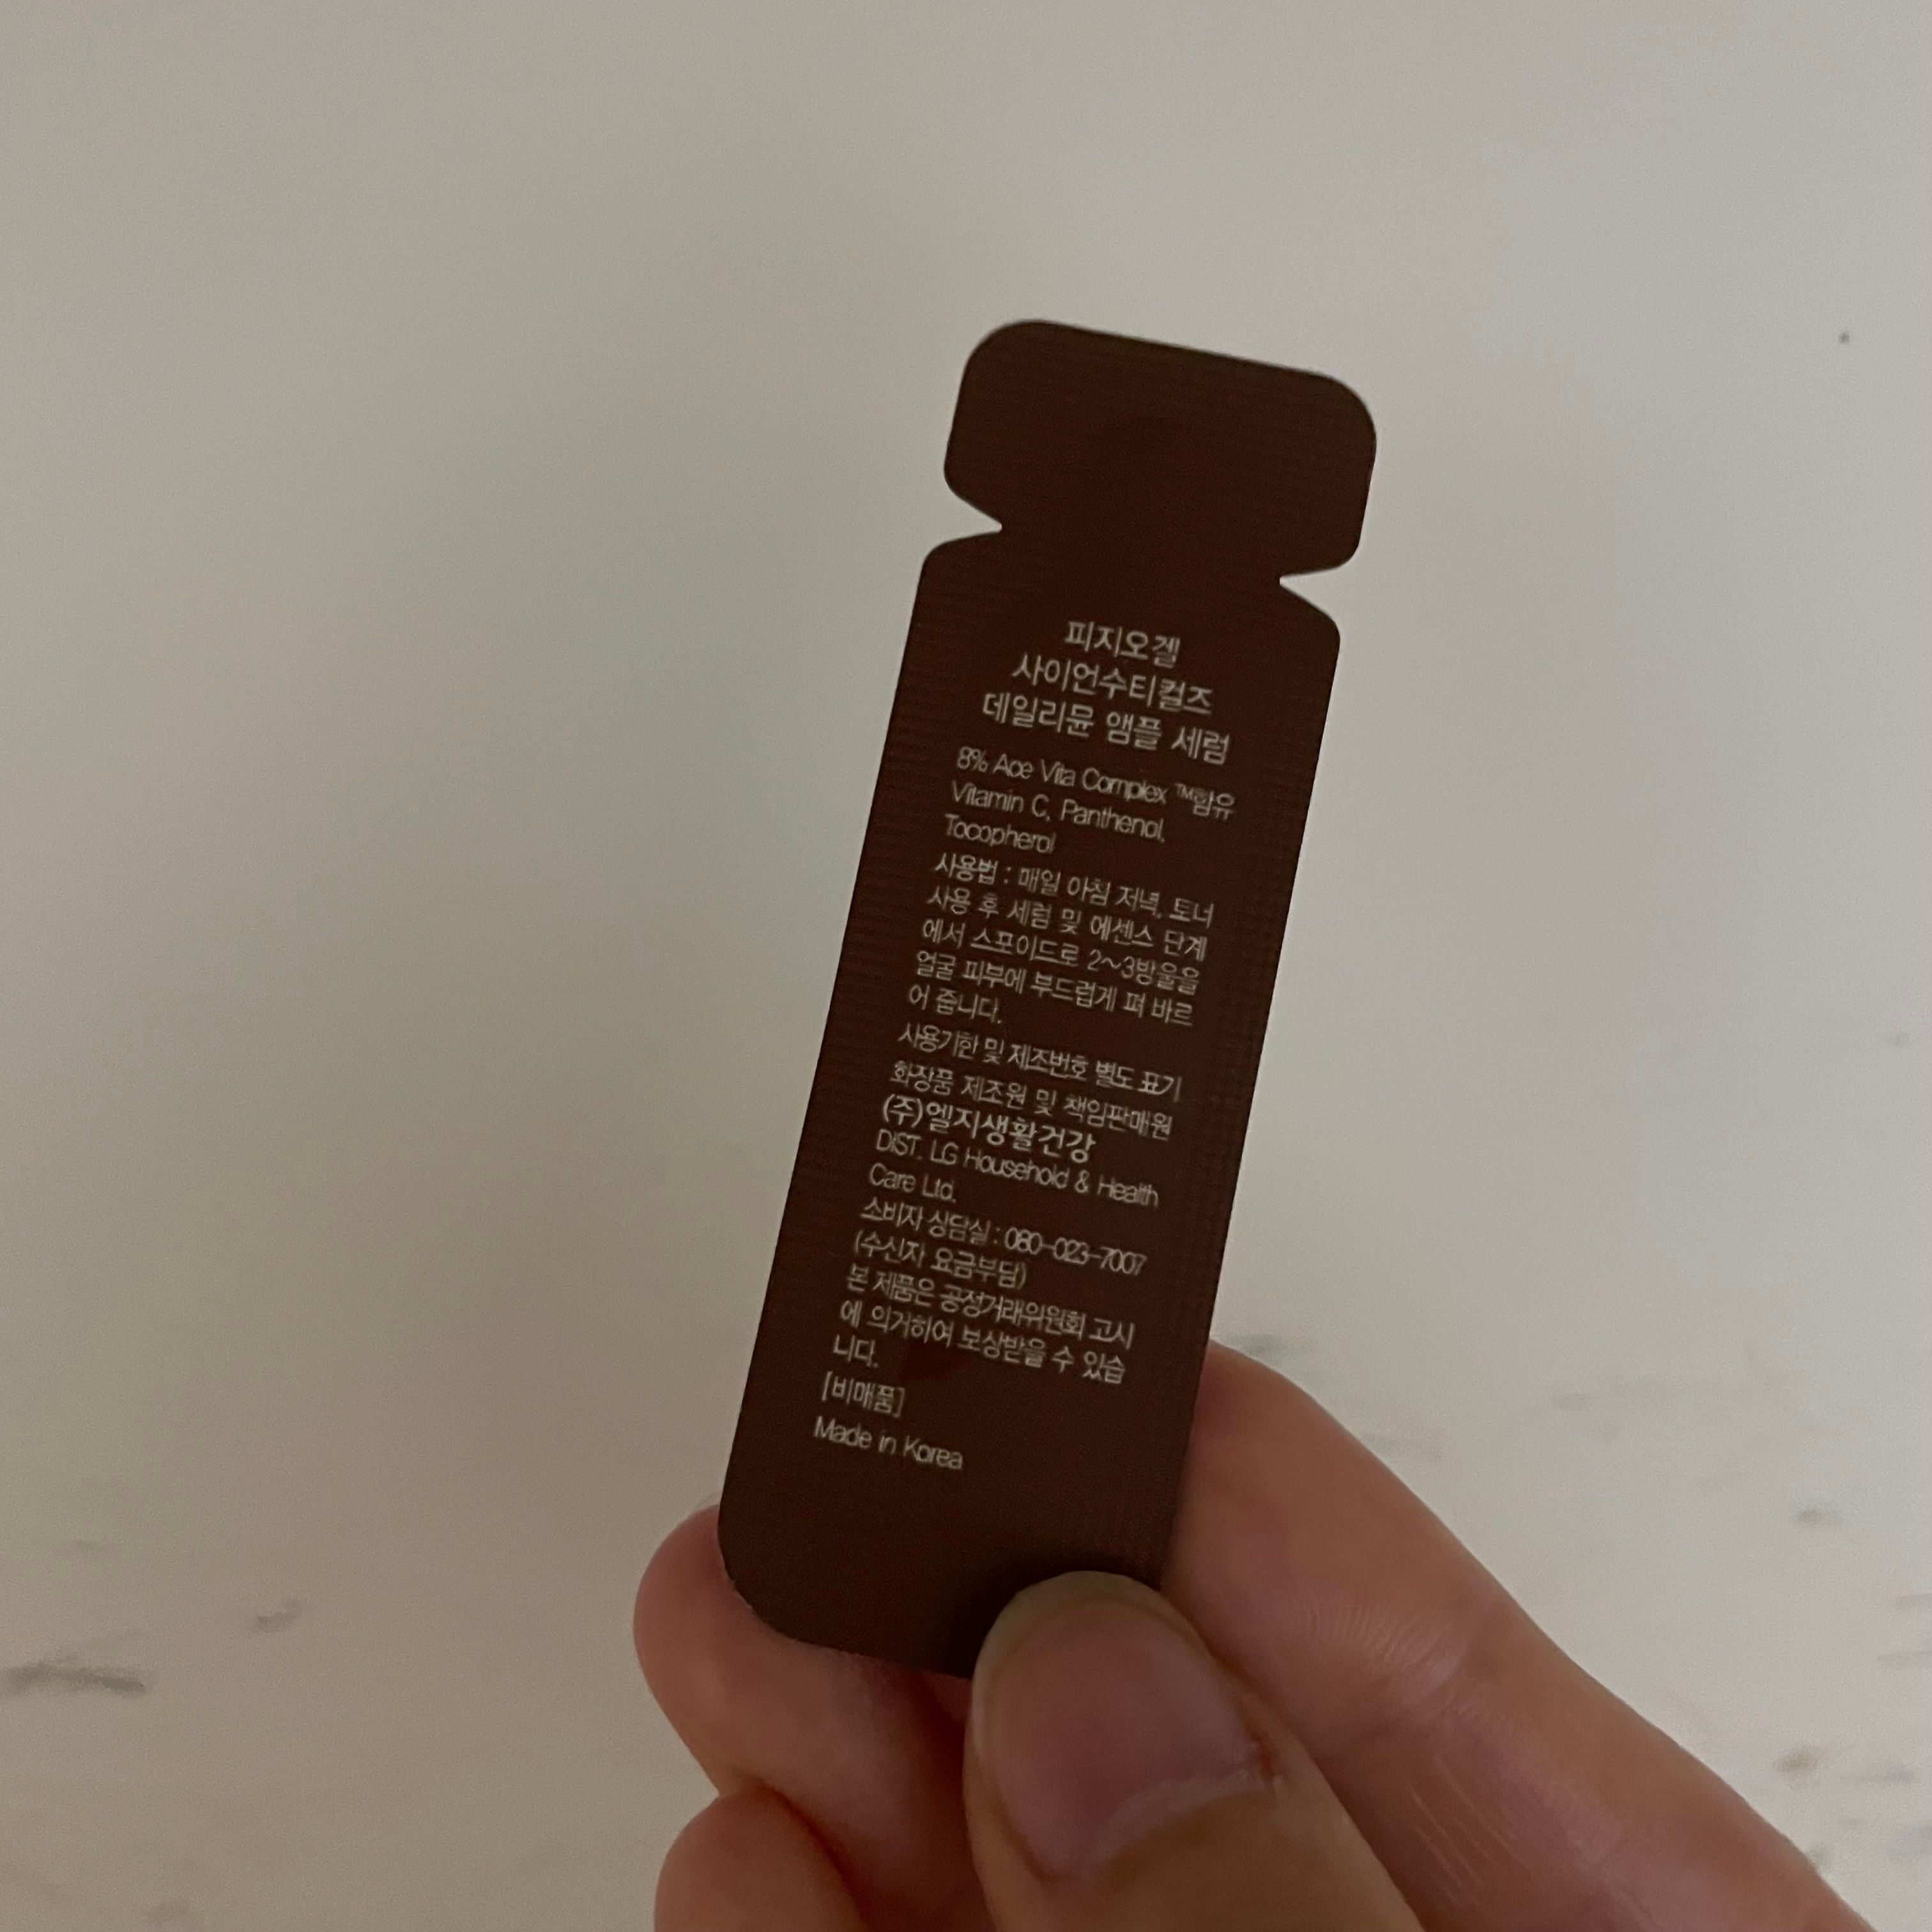 피지오겔
사이언수티컬즈
데일리뮨 앰플 세럼
8% Ace Vita Complex ™함유
Vitamin C, Panthenol,
Tocopherol
사용법 : 매일 아침 저녁, 토너
사용 후 세럼 및 에센스 단계
에서 스포이드로 2~3방울을
얼굴 피부에 부드럽게 펴 바르
어 줍니다.
사용기한 및 제조번호 별도 표기
화장품 제조원 및 책임판매원
(주)엘지생활건강
DIST. LG Household & Health
Care Ltd.
소비자 상담실 : 080-023-7007
(수신자 요금부담)
본 제품은 공정거래위원회 고시
에 의거하여 보상받을 수 있습
니다.
[비매품]
Made in Korea